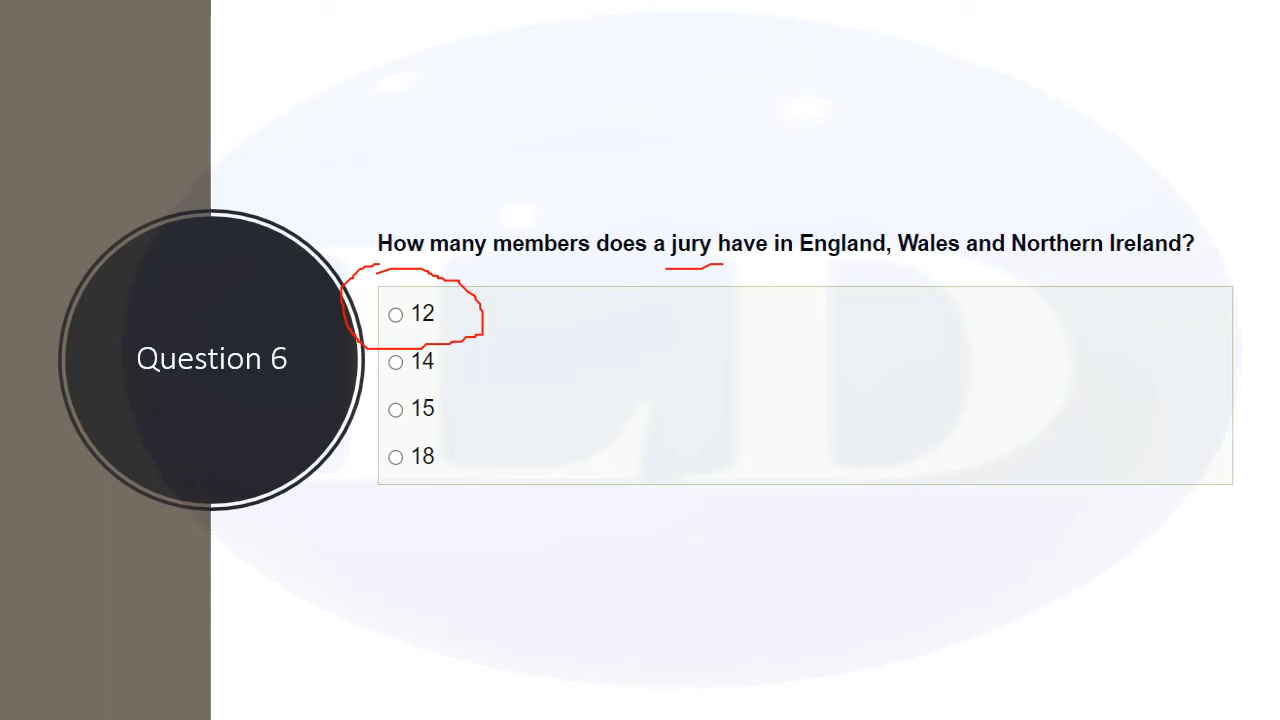 Question 6
How many members does a jury have in England, Wales and Northern Ireland?
12
14
15
18